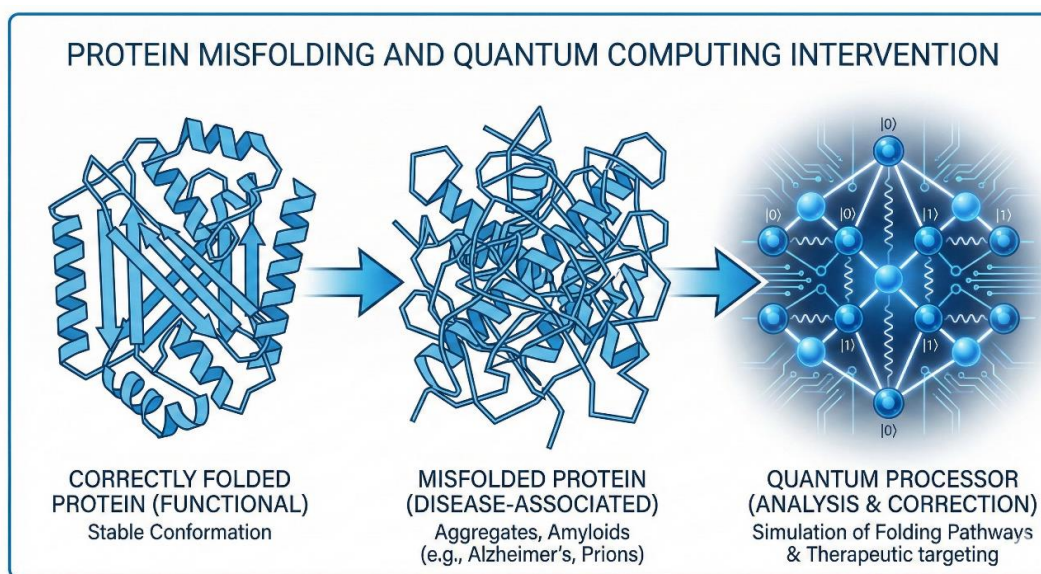 PROTEIN MISFOLDING AND QUANTUM COMPUTING INTERVENTION
|0⟩
|0⟩ |0⟩ |1⟩ |1⟩
|1⟩ |1⟩
|0⟩
CORRECTLY FOLDED
PROTEIN (FUNCTIONAL)
Stable Conformation
MISFOLDED PROTEIN
(DISEASE-ASSOCIATED)
Aggregates, Amyloids
(e.g., Alzheimer's, Prions)
QUANTUM PROCESSOR
(ANALYSIS & CORRECTION)
Simulation of Folding Pathways
& Therapeutic targeting